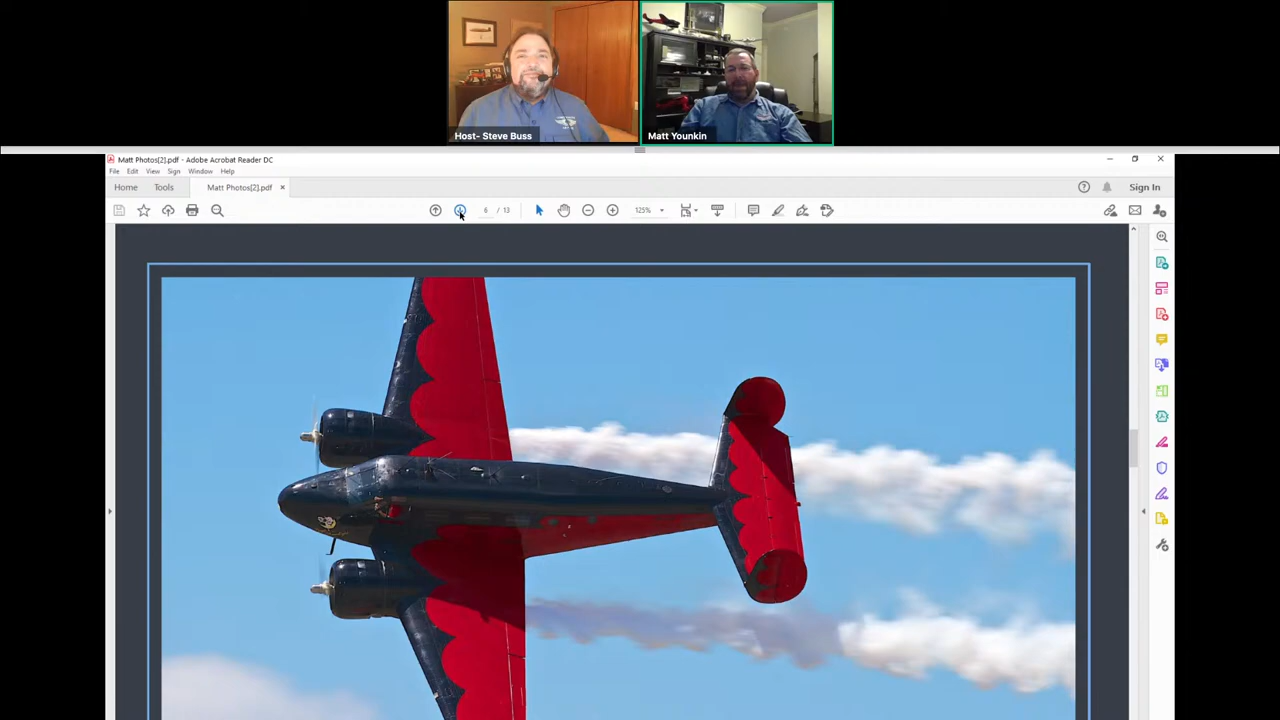 Host- Steve Buss
Matt Younkin
Matt Photos[2].pdf - Adobe Acrobat Reader DC
File Edit View Sign Window Help
Home Tools Matt Photos[2].pdf × Sign In
6 / 13 125%